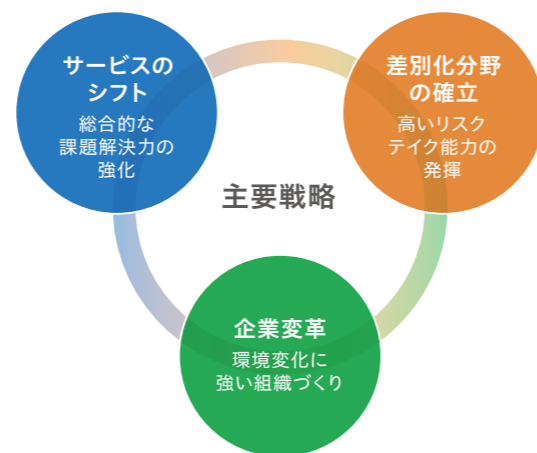 サービスの
シフト
総合的な
課題解決力の
強化
差別化分野
の確立
高いリスク
テイク能力の
発揮
主要戦略
企業変革
環境変化に
強い組織づくり